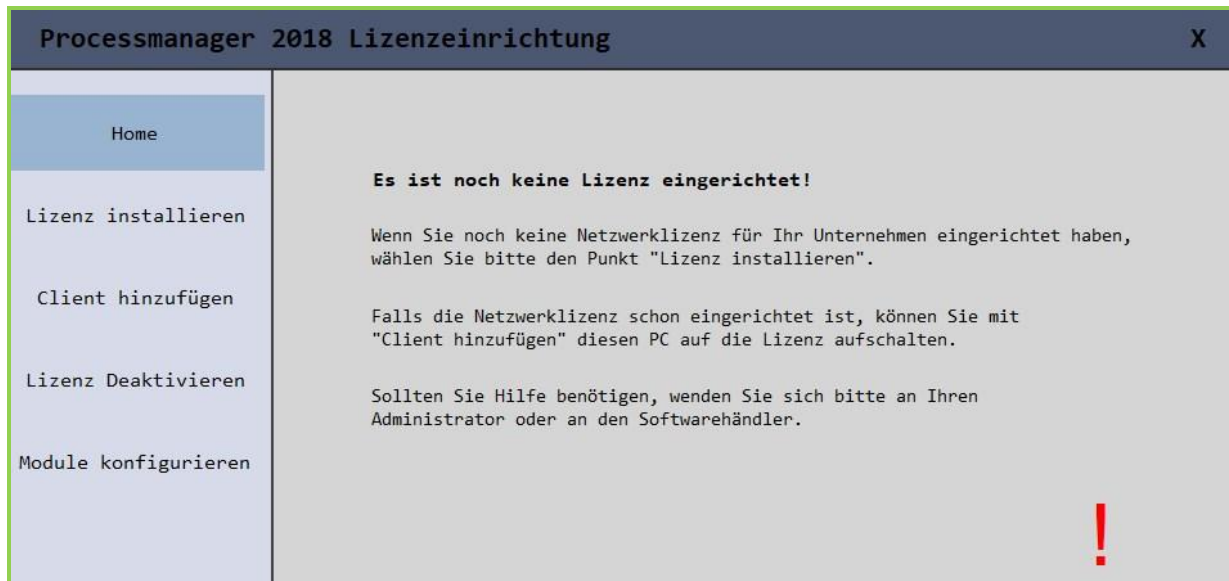 Processmanager 2018 Lizenzeinrichtung X
Home
Lizenz installieren
Client hinzufügen
Lizenz Deaktivieren
Module konfigurieren
Es ist noch keine Lizenz eingerichtet!
Wenn Sie noch keine Netzwerklizenz für Ihr Unternehmen eingerichtet haben,
wählen Sie bitte den Punkt "Lizenz installieren".
Falls die Netzwerklizenz schon eingerichtet ist, können Sie mit
"Client hinzufügen" diesen PC auf die Lizenz aufschalten.
Sollten Sie Hilfe benötigen, wenden Sie sich bitte an Ihren
Administrator oder an den Softwarehändler.
!